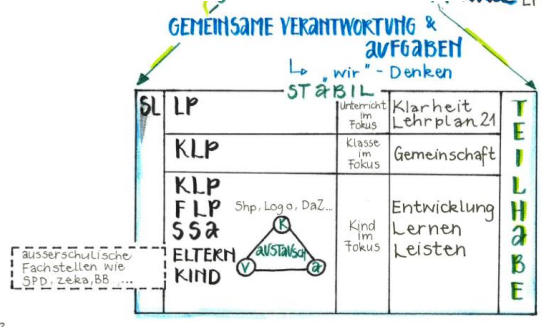 LP
GEMEINSAME VERANTWORTUNG &
AUFGABEN
"wir" - Denken
STABIL
SL
LP
Unterricht
im
Fokus
Klarheit
Lehrplan 21
KLP
Klasse
im
Fokus
Gemeinschaft
KLP
FLP
SSA
ELTERN
KIND
Shp, Logo, DaZ...
K
AUSTAUSCH
V
A
Kind
im
Fokus
Entwicklung
Lernen
Leisten
TEILHABE
ausserschulische
Fachstellen wie
SPD, zeka, BB ...